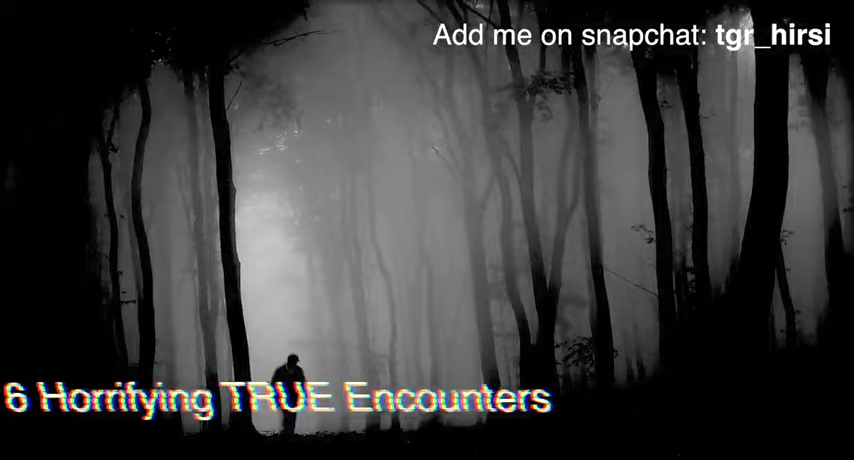 Add me on snapchat: tgr_hirsi
6 Horrifying TRUE Encounters